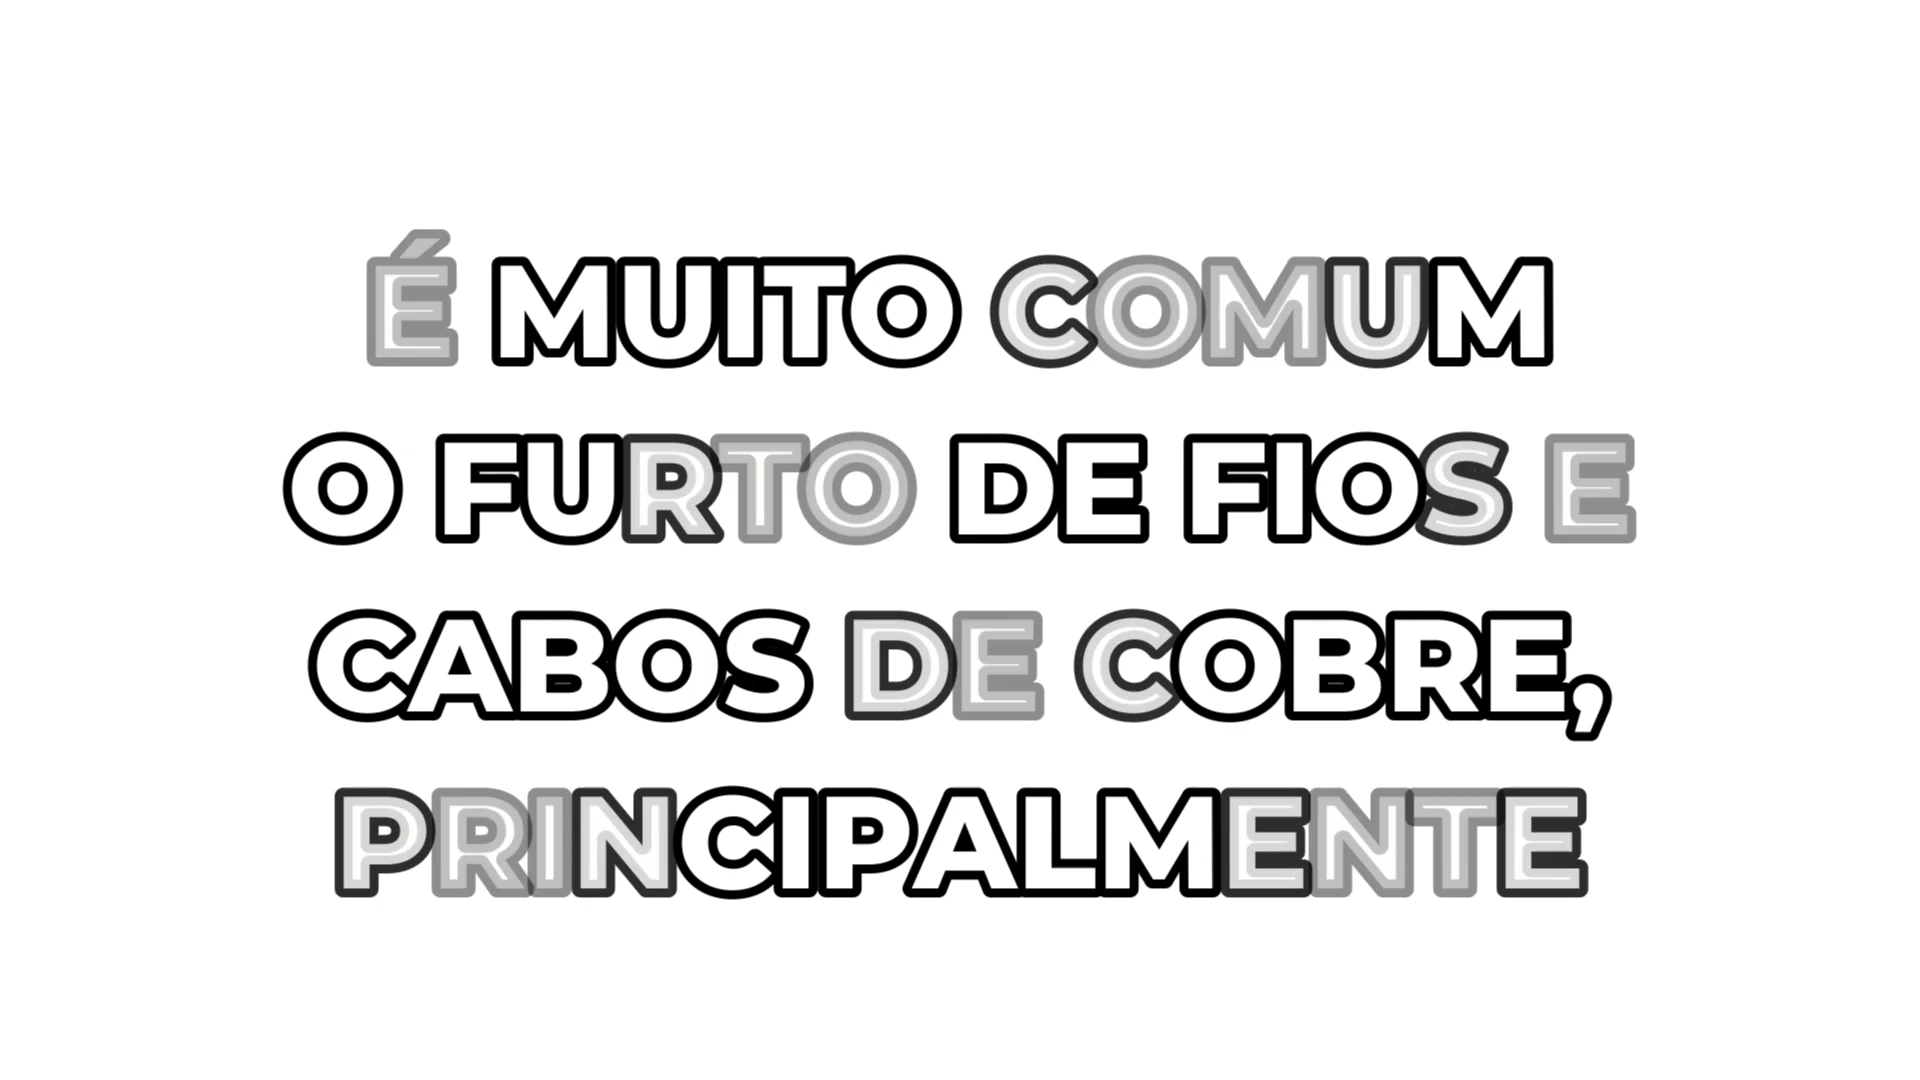 É MUITO COMUM
O FURTO DE FIOS E
CABOS DE COBRE,
PRINCIPALMENTE